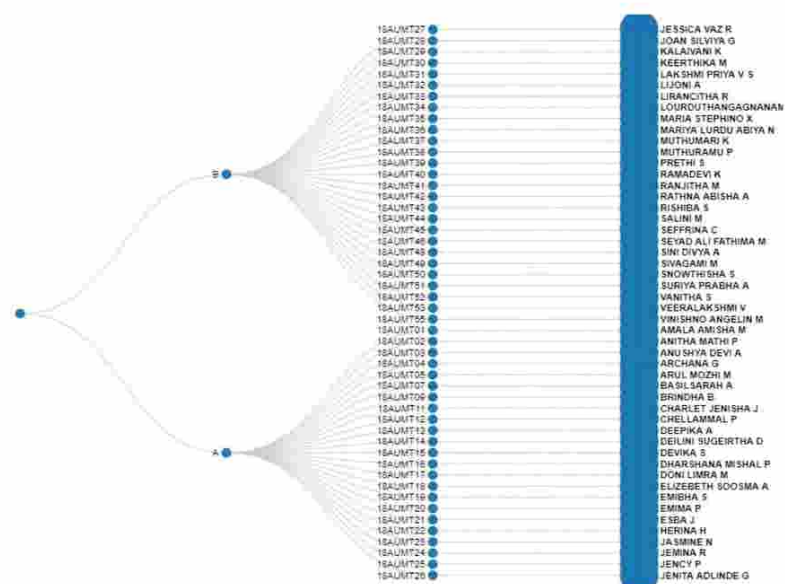 18AUMT27 JESSICA VAZ R
18AUMT28 JOAN SILVIYA G
18AUMT29 KALAIVANI K
18AUMT30 KEERTHIKA M
18AUMT31 LAKSHMI PRIYA V S
18AUMT32 LIJONI A
18AUMT33 LIRANCITHA R
18AUMT34 LOURDUTHANGAGNANAM
18AUMT35 MARIA STEPHINO X
18AUMT36 MARIYA LURDU ABIYA N
18AUMT37 MUTHUMARI K
18AUMT38 MUTHURAMU P
18AUMT39 PRETHI S
B 18AUMT40 RAMADEVI K
18AUMT41 RANJITHA M
18AUMT42 RATHNA ABISHA A
18AUMT43 RISHIBA S
18AUMT44 SALINI M
18AUMT45 SEFFRINA C
18AUMT46 SEYAD ALI FATHIMA M
18AUMT48 SINI DIVYA A
18AUMT49 SIVAGAMI M
18AUMT50 SNOWTHISHA S
18AUMT51 SURIYA PRABHA A
18AUMT52 VANITHA S
18AUMT53 VEERALAKSHMI V
18AUMT55 VINISHNO ANGELIN M
18AUMT01 AMALA AMISHA M
18AUMT02 ANITHA MATHI P
18AUMT03 ANUSHYA DEVI A
18AUMT04 ARCHANA G
18AUMT05 ARUL MOZHI M
18AUMT07 BASILSARAH A
18AUMT09 BRINDHA B
18AUMT11 CHARLET JENISHA J
18AUMT12 CHELLAMMAL P
18AUMT13 DEEPIKA A
18AUMT14 DEILINI SUGEIRTHA D
A 18AUMT15 DEVIKA S
18AUMT16 DHARSHANA MISHAL P
18AUMT17 DONI LIMRA M
18AUMT18 ELIZEBETH SOOSMA A
18AUMT19 EMIBHA S
18AUMT20 EMIMA P
18AUMT21 ESBA J
18AUMT22 HERINA H
18AUMT23 JASMINE N
18AUMT24 JEMINA R
18AUMT25 JENCY P
18AUMT26 JENITA ADLINDE G